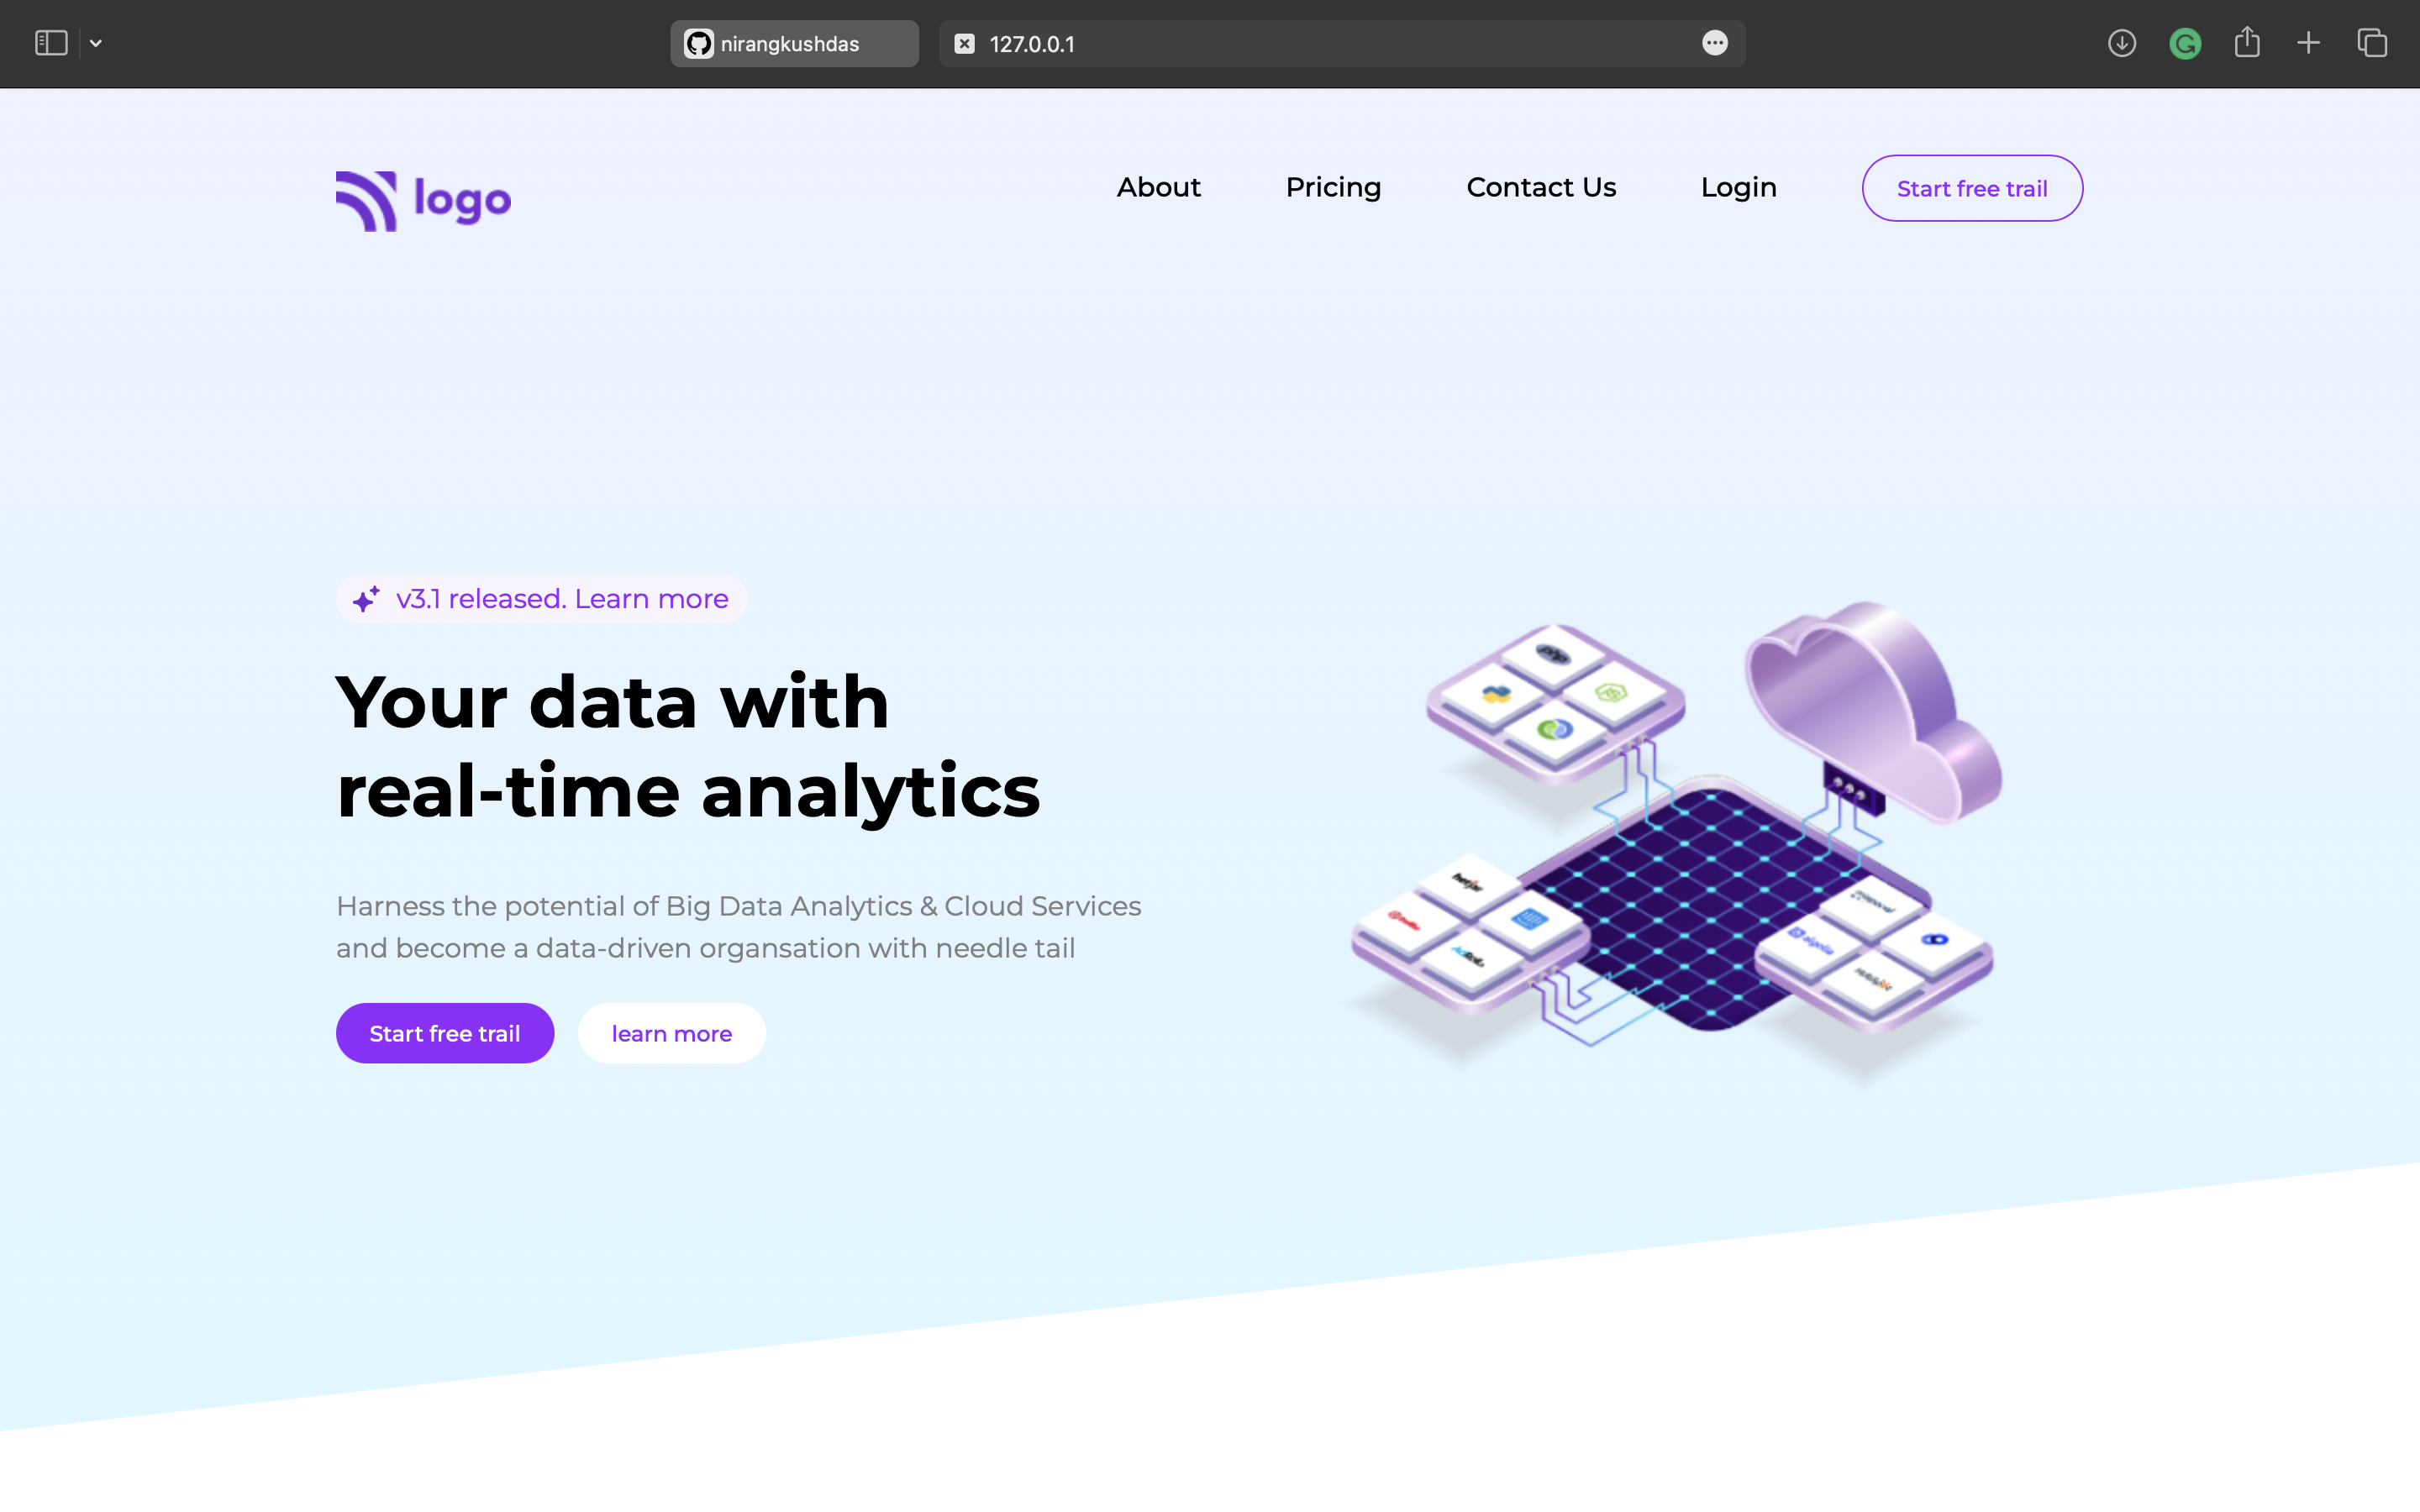 nirangkushdas
127.0.0.1
logo
About
Pricing
Contact Us
Login
Start free trail
v3.1 released. Learn more
Your data with
real-time analytics
Harness the potential of Big Data Analytics & Cloud Services
and become a data-driven organsation with needle tail
Start free trail
learn more
php